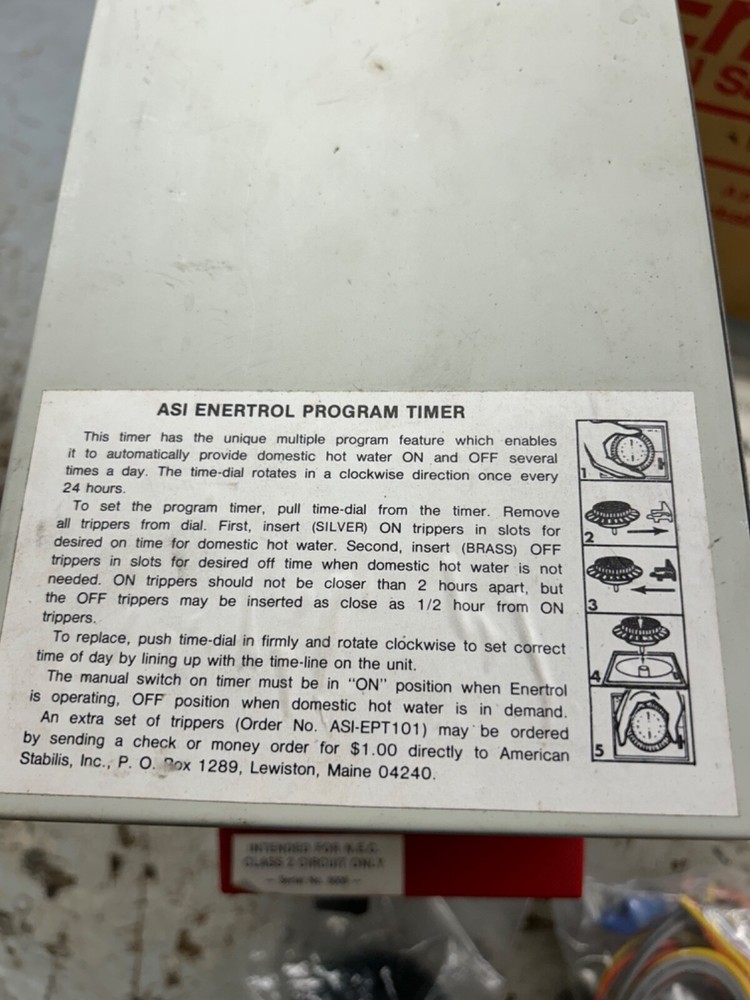 ASI ENERTROL PROGRAM TIMER
This timer has the unique multiple program feature which enables
it to automatically provide domestic hot water ON and OFF several
times a day. The time-dial rotates in a clockwise direction once every
24 hours.
To set the program timer, pull time-dial from the timer. Remove
all trippers from dial. First, insert (SILVER) ON trippers in slots for
desired on time for domestic hot water. Second, insert (BRASS) OFF
trippers in slots for desired off time when domestic hot water is not
needed. ON trippers should not be closer than 2 hours apart, but
the OFF trippers may be inserted as close as 1/2 hour from ON
trippers.
To replace, push time-dial in firmly and rotate clockwise to set correct
time of day by lining up with the time-line on the unit.
The manual switch on timer must be in "ON" position when Enertrol
is operating, OFF position when domestic hot water is in demand.
An extra set of trippers (Order No. ASI-EPT101) may be ordered
by sending a check or money order for $1.00 directly to American
Stabilis, Inc., P. O. Box 1289, Lewiston, Maine 04240.
1
2
3
4
5
INTENDED FOR N.E.C.
CLASS 2 CIRCUIT ONLY